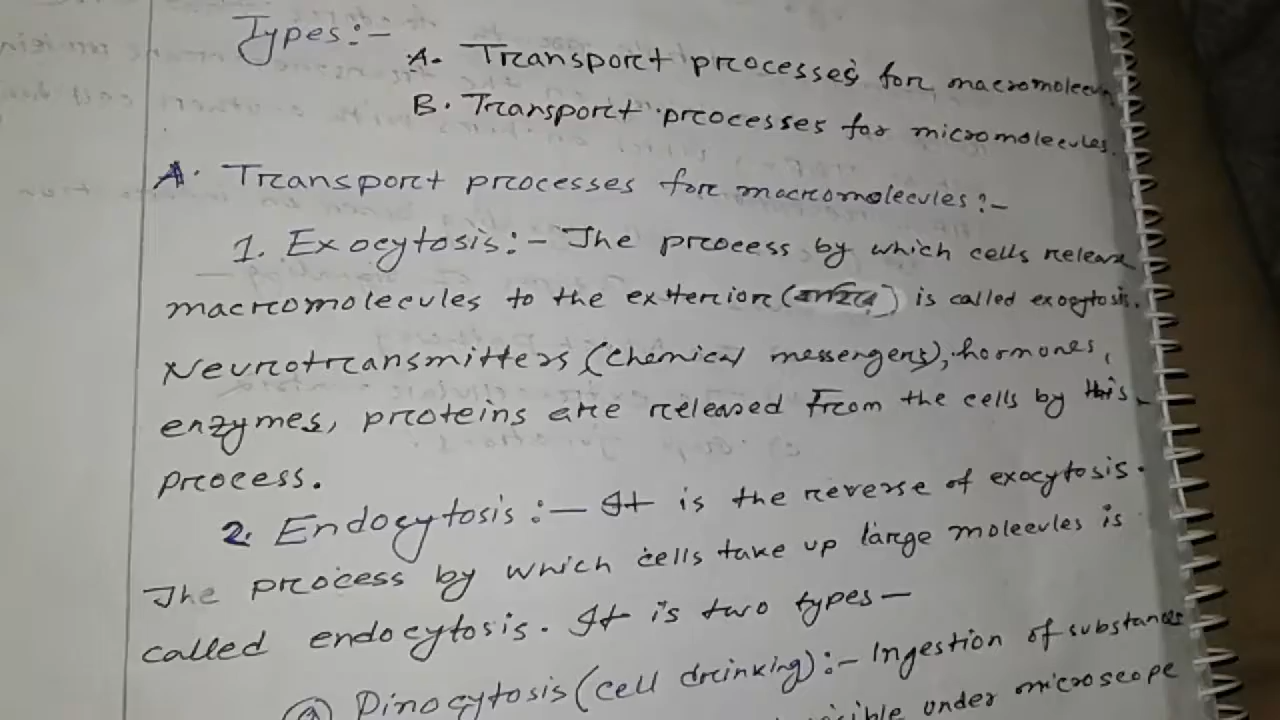 Types:-
A. Transport processes for macromolecu
B. Transport processes for micromolecules.
A. Transport processes for macromolecules:-
1. Exocytosis:- The process by which cells release
macromolecules to the exterior ( ) is called exocytosis.
Neurotransmitters (chemical messengers), hormones,
enzymes, proteins are released from the cells by this
process.
2. Endocytosis:- It is the reverse of exocytosis.
The process by which cells take up large molecules is
called endocytosis. It is two types-
(a) Pinocytosis (cell drinking):- Ingestion of substances
under microscope